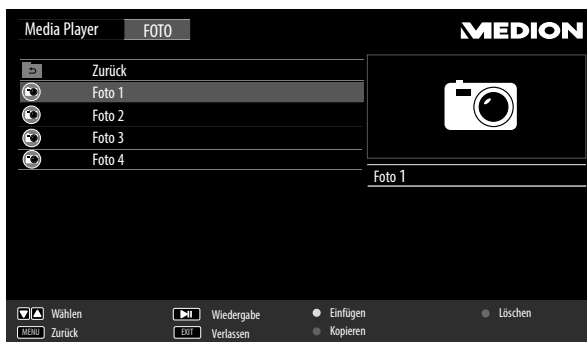 Media Player FOTO MEDION
Zurück
Foto 1
Foto 2
Foto 3
Foto 4
Foto 1
Wählen Wiedergabe Einfügen Löschen
MENU Zurück EXIT Verlassen Kopieren